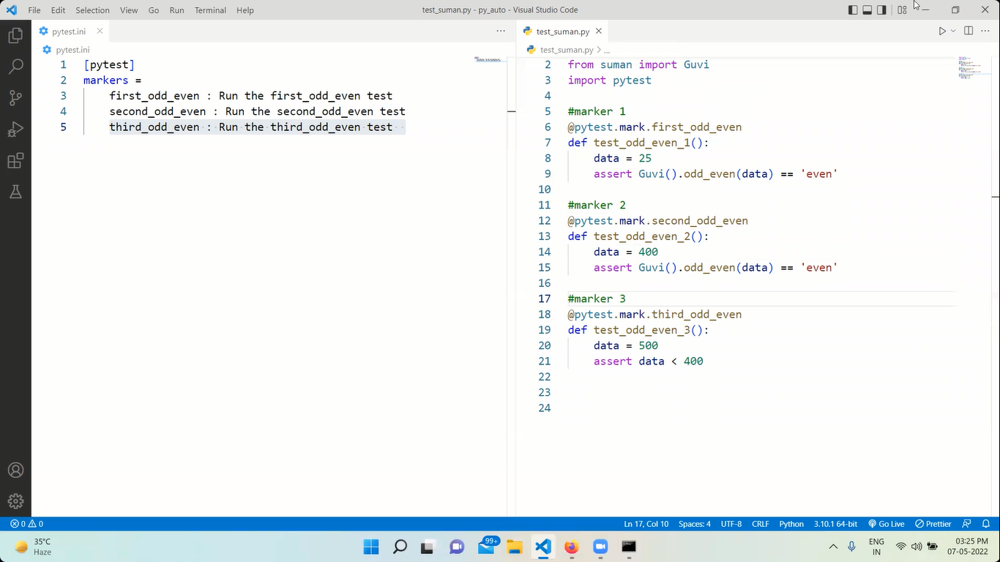 File Edit Selection View Go Run Terminal Help
test_suman.py - py_auto - Visual Studio Code
pytest.ini
pytest.ini
1 [pytest]
2 markers =
3 first_odd_even : Run the first_odd_even test
4 second_odd_even : Run the second_odd_even test
5 third_odd_even : Run the third_odd_even test
test_suman.py
test_suman.py > ...
2 from suman import Guvi
3 import pytest
4
5 #marker 1
6 @pytest.mark.first_odd_even
7 def test_odd_even_1():
8 data = 25
9 assert Guvi().odd_even(data) == 'even'
10
11 #marker 2
12 @pytest.mark.second_odd_even
13 def test_odd_even_2():
14 data = 400
15 assert Guvi().odd_even(data) == 'even'
16
17 #marker 3
18 @pytest.mark.third_odd_even
19 def test_odd_even_3():
20 data = 500
21 assert data < 400
22
23
24
0 0 Ln 17, Col 10 Spaces: 4 UTF-8 CRLF Python 3.10.1 64-bit Go Live Prettier
35°C
Haze
99+
ENG
IN
03:25 PM
07-05-2022